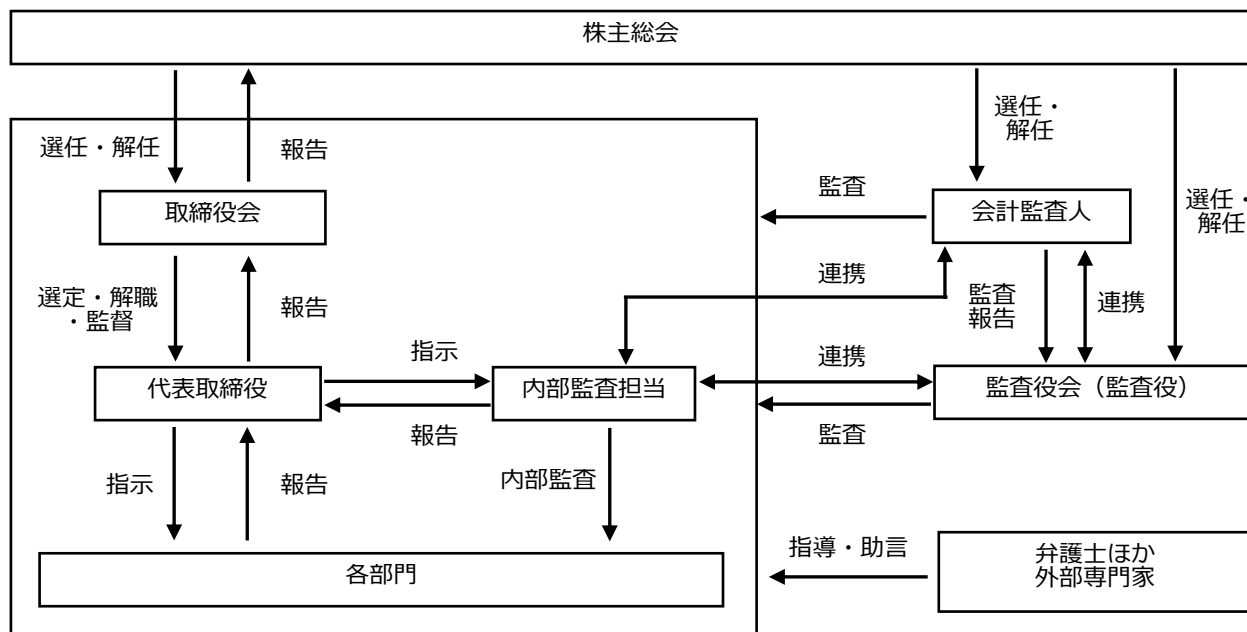 株主総会
選任・解任
報告
選任・
解任
選任・
解任
取締役会
監査
会計監査人
選定・解職
・監督
報告
連携
監査
報告
連携
代表取締役
指示
報告
内部監査担当
連携
監査
監査役会（監査役）
指示
報告
内部監査
各部門
指導・助言
弁護士ほか
外部専門家